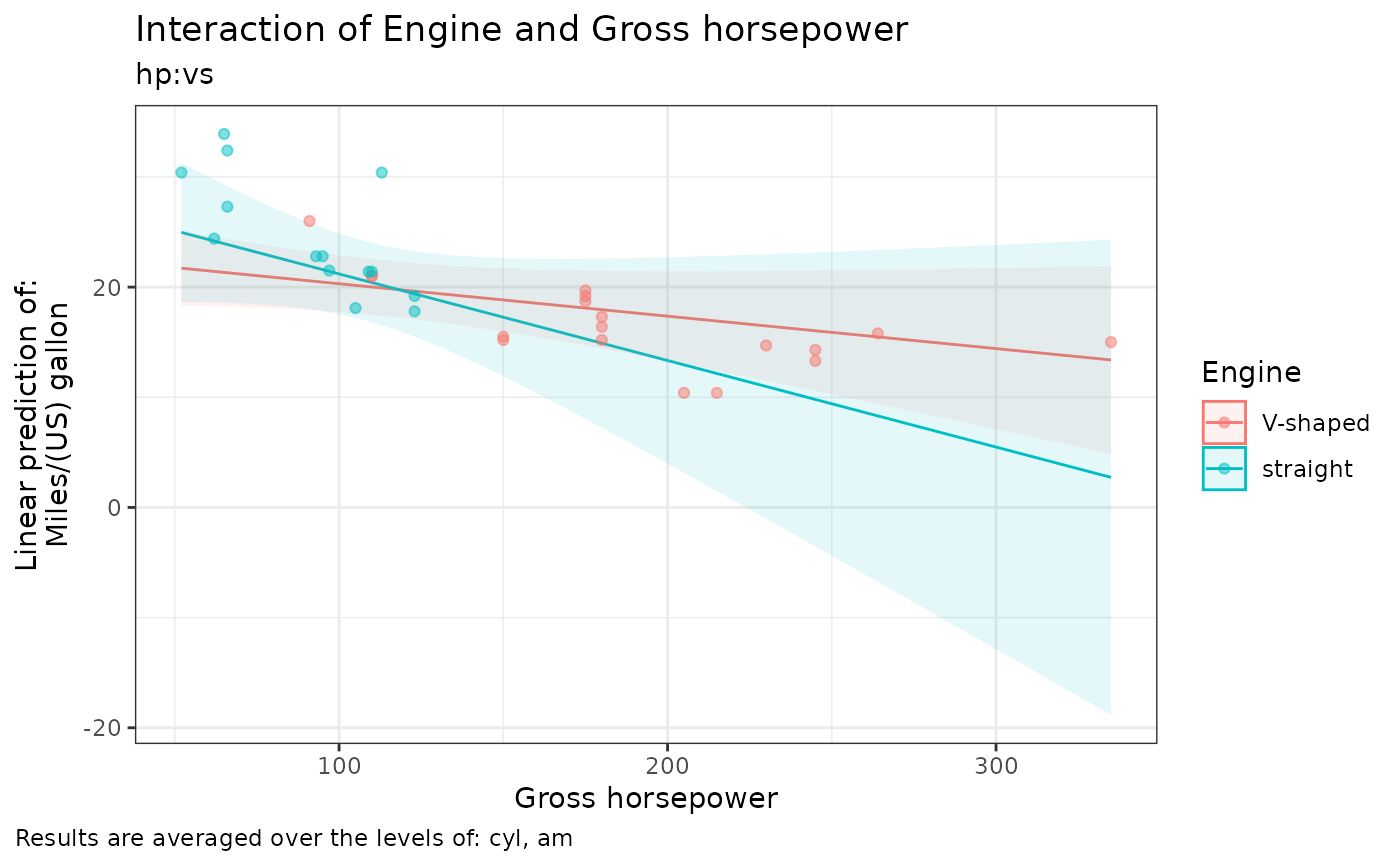 Interaction of Engine and Gross horsepower
hp:vs
Linear prediction of:
Miles/(US) gallon
20
0
-20
100
200
300
Gross horsepower
Engine
V-shaped
straight
Results are averaged over the levels of: cyl, am